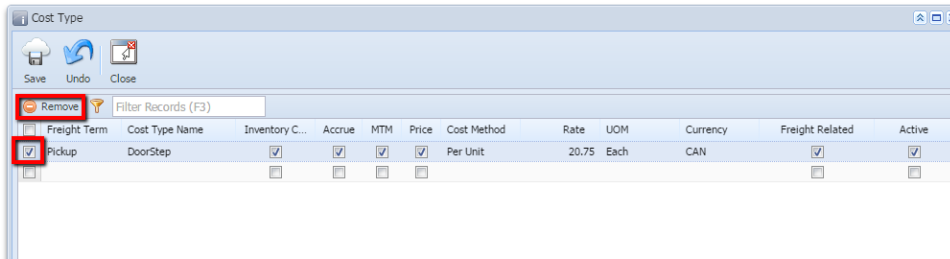 Cost Type
Save Undo Close
Remove Filter Records (F3)
Freight Term Cost Type Name Inventory C... Accrue MTM Price Cost Method Rate UOM Currency Freight Related Active
Pickup DoorStep Per Unit 20.75 Each CAN